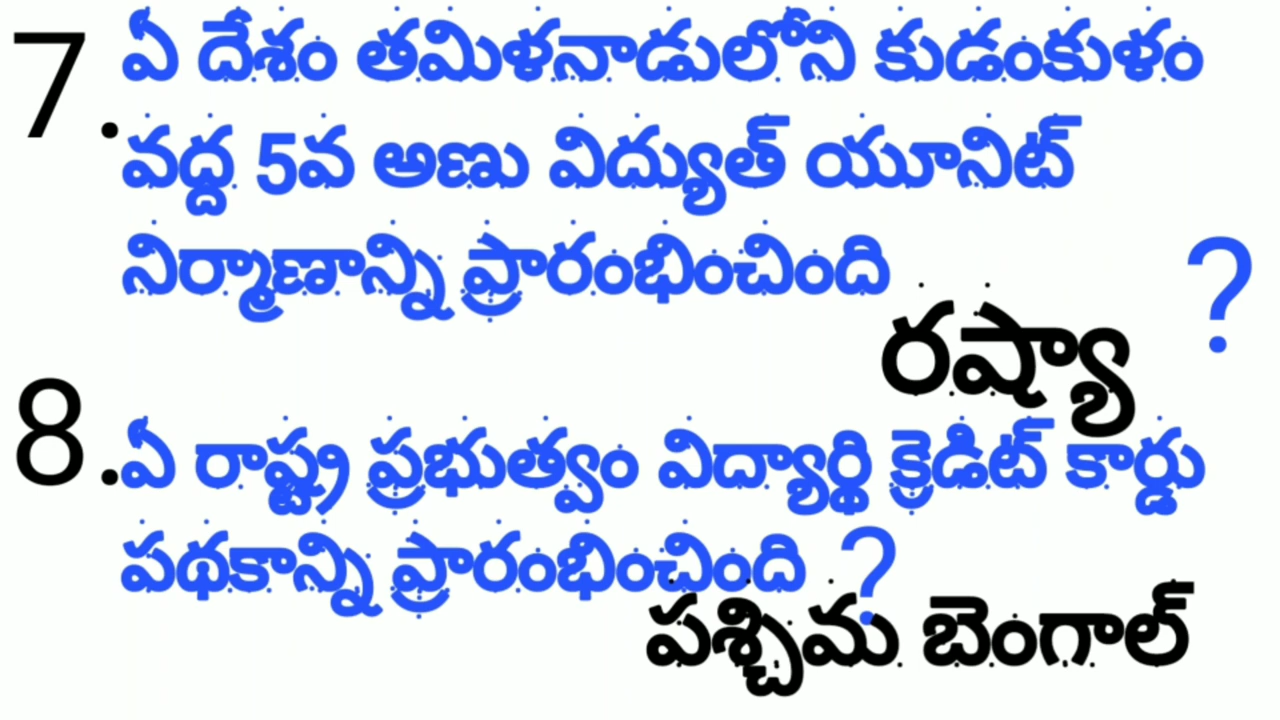 7. ఏ దేశం తమిళనాడులోని కుడంకుళం
వద్ద 5వ అణు విద్యుత్ యూనిట్
నిర్మాణాన్ని ప్రారంభించింది ?
రష్యా
8. ఏ రాష్ట్ర ప్రభుత్వం విద్యార్థి క్రెడిట్ కార్డు
పథకాన్ని ప్రారంభించింది ?
పశ్చిమ బెంగాల్